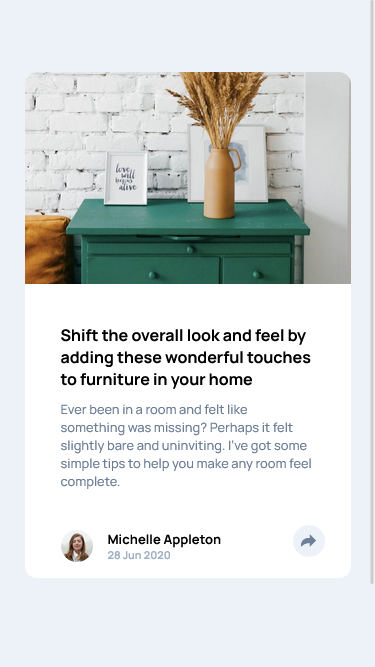 love
will
keep us
alive
Shift the overall look and feel by
adding these wonderful touches
to furniture in your home
Ever been in a room and felt like
something was missing? Perhaps it felt
slightly bare and uninviting. I've got some
simple tips to help you make any room feel
complete.
Michelle Appleton
28 Jun 2020